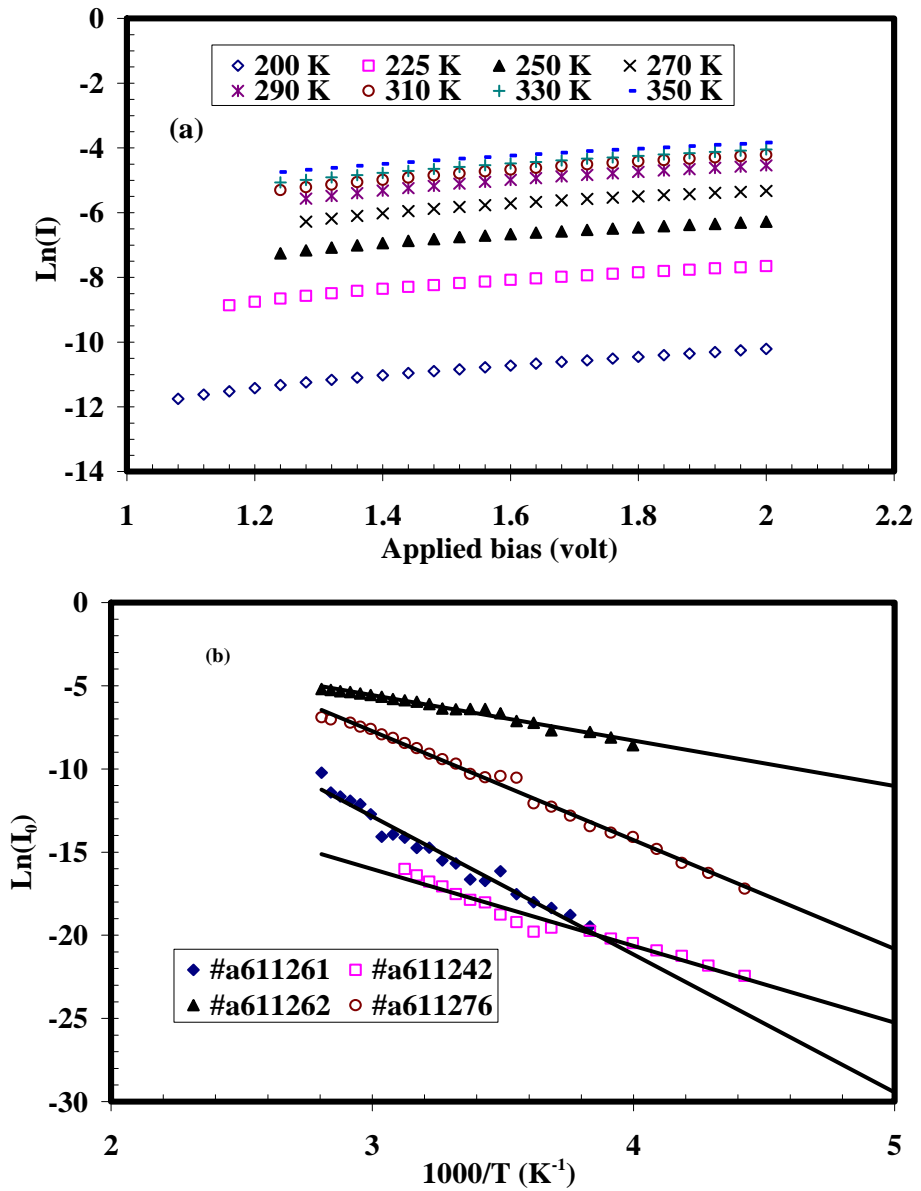 0
-2
-4
-6
-8
-10
-12
-14
Ln(I)
200 K 225 K 250 K 270 K
290 K 310 K 330 K 350 K
(a)
1 1.2 1.4 1.6 1.8 2 2.2
Applied bias (volt)
0
-5
-10
-15
-20
-25
-30
Ln(I₀)
(b)
#a611261 #a611242
#a611262 #a611276
2 3 4 5
1000/T (K⁻¹)